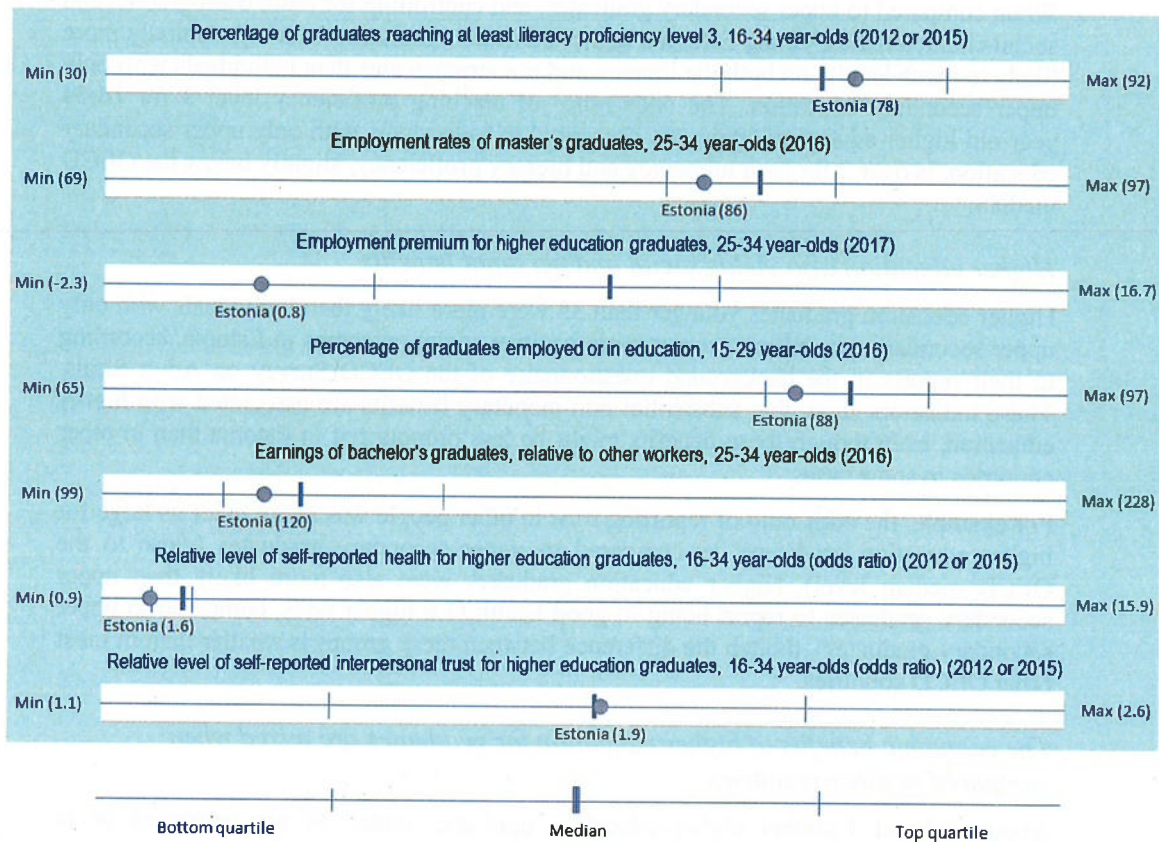 Percentage of graduates reaching at least literacy proficiency level 3, 16-34 year-olds (2012 or 2015)
Min (30)
Max (92)
Estonia (78)
Employment rates of master's graduates, 25-34 year-olds (2016)
Min (69)
Max (97)
Estonia (86)
Employment premium for higher education graduates, 25-34 year-olds (2017)
Min (-2.3)
Max (16.7)
Estonia (0.8)
Percentage of graduates employed or in education, 15-29 year-olds (2016)
Min (65)
Max (97)
Estonia (88)
Earnings of bachelor's graduates, relative to other workers, 25-34 year-olds (2016)
Min (99)
Max (228)
Estonia (120)
Relative level of self-reported health for higher education graduates, 16-34 year-olds (odds ratio) (2012 or 2015)
Min (0.9)
Max (15.9)
Estonia (1.6)
Relative level of self-reported interpersonal trust for higher education graduates, 16-34 year-olds (odds ratio) (2012 or 2015)
Min (1.1)
Max (2.6)
Estonia (1.9)
Bottom quartile
Median
Top quartile